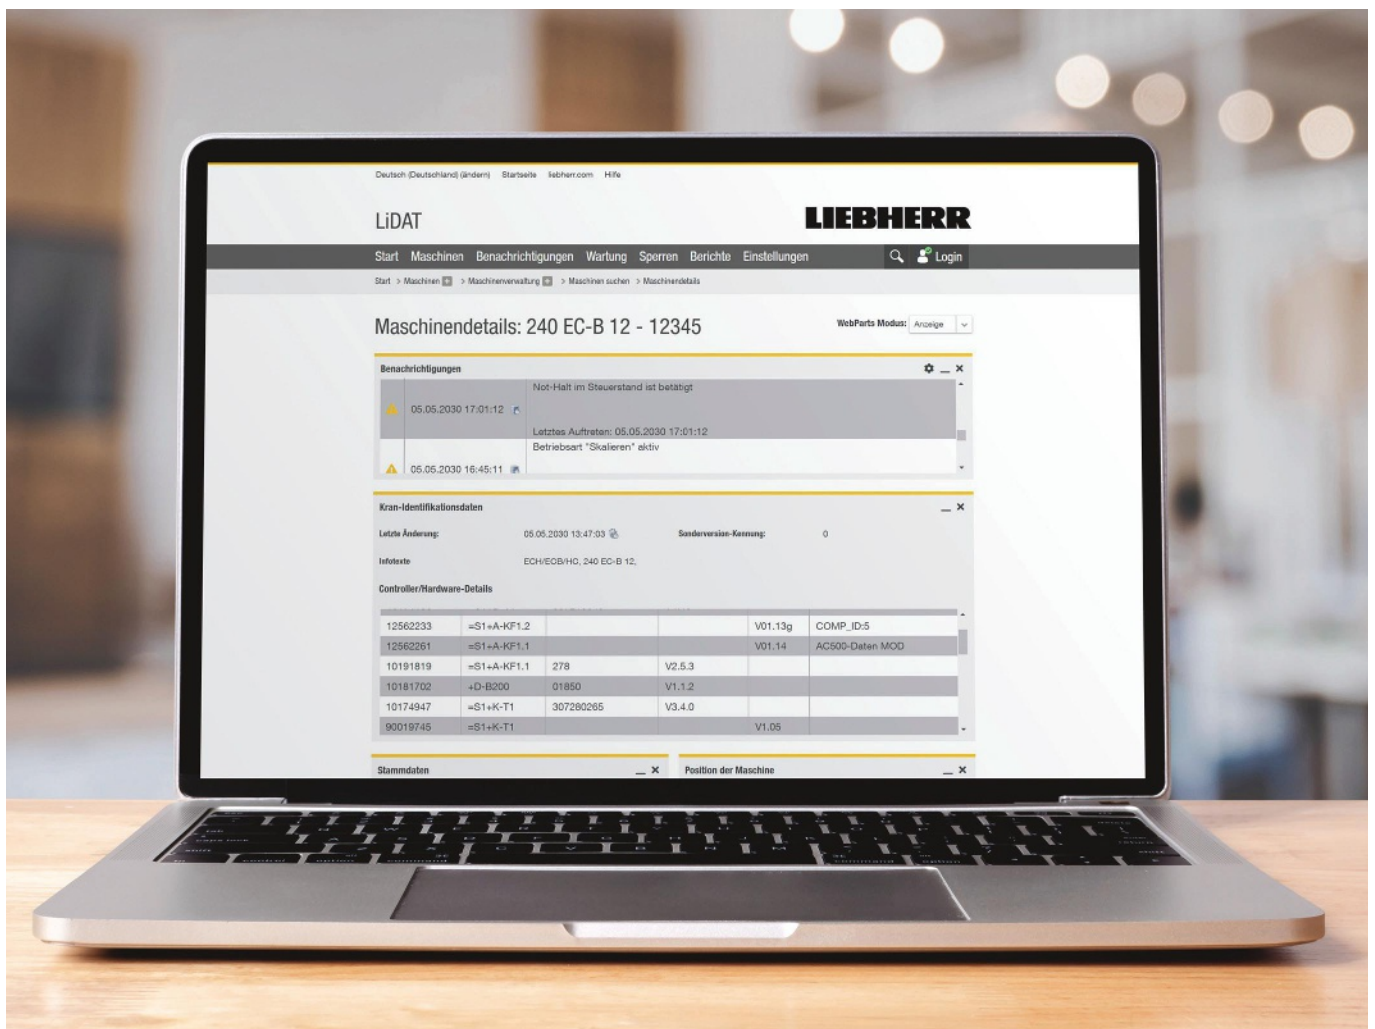 Deutsch (Deutschland) (ändern) Startseite liebherr.com Hilfe
LiDAT
LIEBHERR
Start Maschinen Benachrichtigungen Wartung Sperren Berichte Einstellungen Login
Start > Maschinen > Maschinenverwaltung > Maschinen suchen > Maschinendetails
Maschinendetails: 240 EC-B 12 - 12345
WebParts Modus: Anzeige
Benachrichtigungen
Not-Halt im Steuerstand ist betätigt
05.05.2030 17:01:12
Letztes Auftreten: 05.05.2030 17:01:12
Betriebsart "Skalieren" aktiv
05.05.2030 16:45:11
Kran-Identifikationsdaten
Letzte Änderung: 05.05.2030 13:47:03 Sonderversion-Kennung: 0
Infotexte ECH/ECB/HC, 240 EC-B 12,
Controller/Hardware-Details
12562233 =S1+A-KF1.2 V01.13g COMP_ID:5
12562261 =S1+A-KF1.1 V01.14 AC500-Daten MOD
10191819 =S1+A-KF1.1 278 V2.5.3
10181702 +D-B200 01850 V1.1.2
10174947 =S1+K-T1 307280265 V3.4.0
90019745 =S1+K-T1 V1.05
Stammdaten Position der Maschine